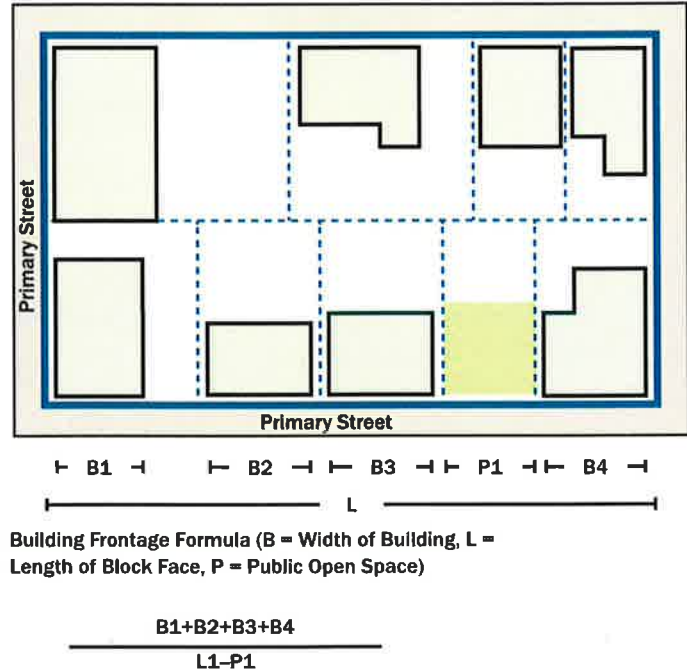 Primary Street
Primary Street
B1 B2 B3 P1 B4
L
Building Frontage Formula (B = Width of Building, L =
Length of Block Face, P = Public Open Space)
B1+B2+B3+B4
L1–P1